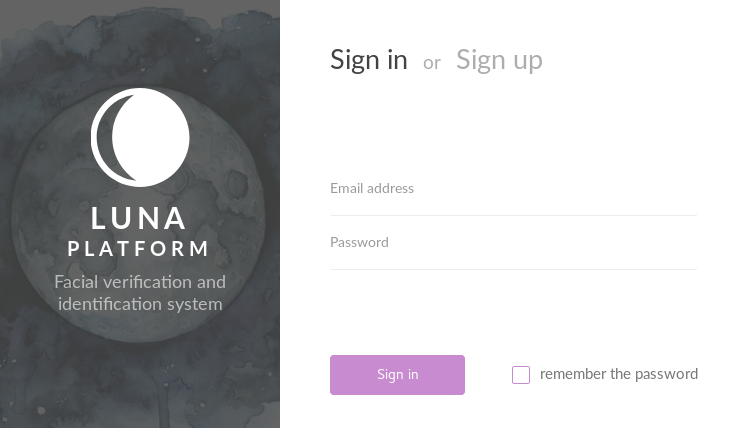 LUNA
PLATFORM
Facial verification and
identification system
Sign in or Sign up
Email address
Password
Sign in
remember the password